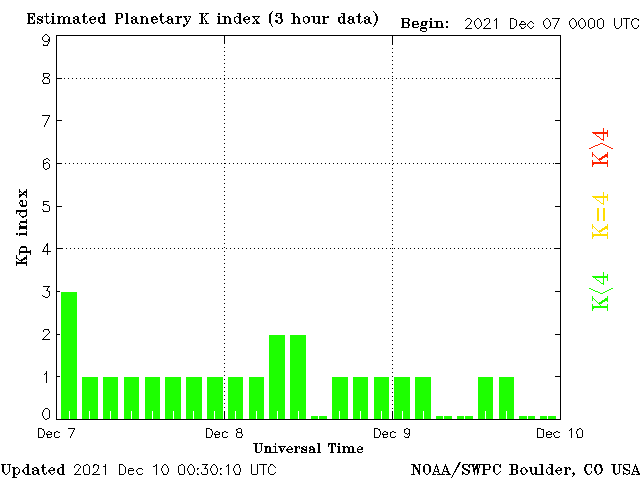 Estimated Planetary K index (3 hour data) Begin: 2021 Dec 07 0000 UTC
9
8
7
6
5
4
3
2
1
0
Kp index
K>4
K=4
K<4
Dec 7 Dec 8 Dec 9 Dec 10
Universal Time
Updated 2021 Dec 10 00:30:10 UTC NOAA/SWPC Boulder, CO USA